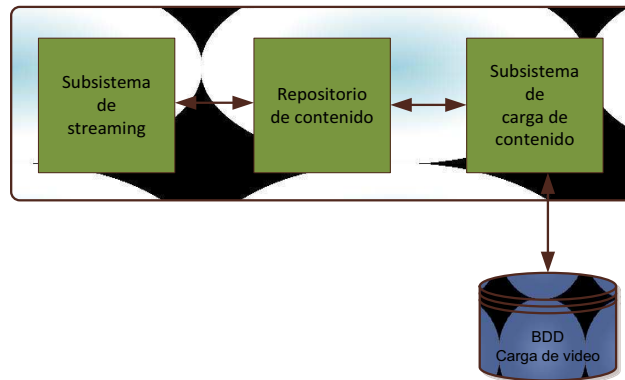 Subsistema
de
streaming
Repositorio
de contenido
Subsistema
de
carga de
contenido
BDD
Carga de video